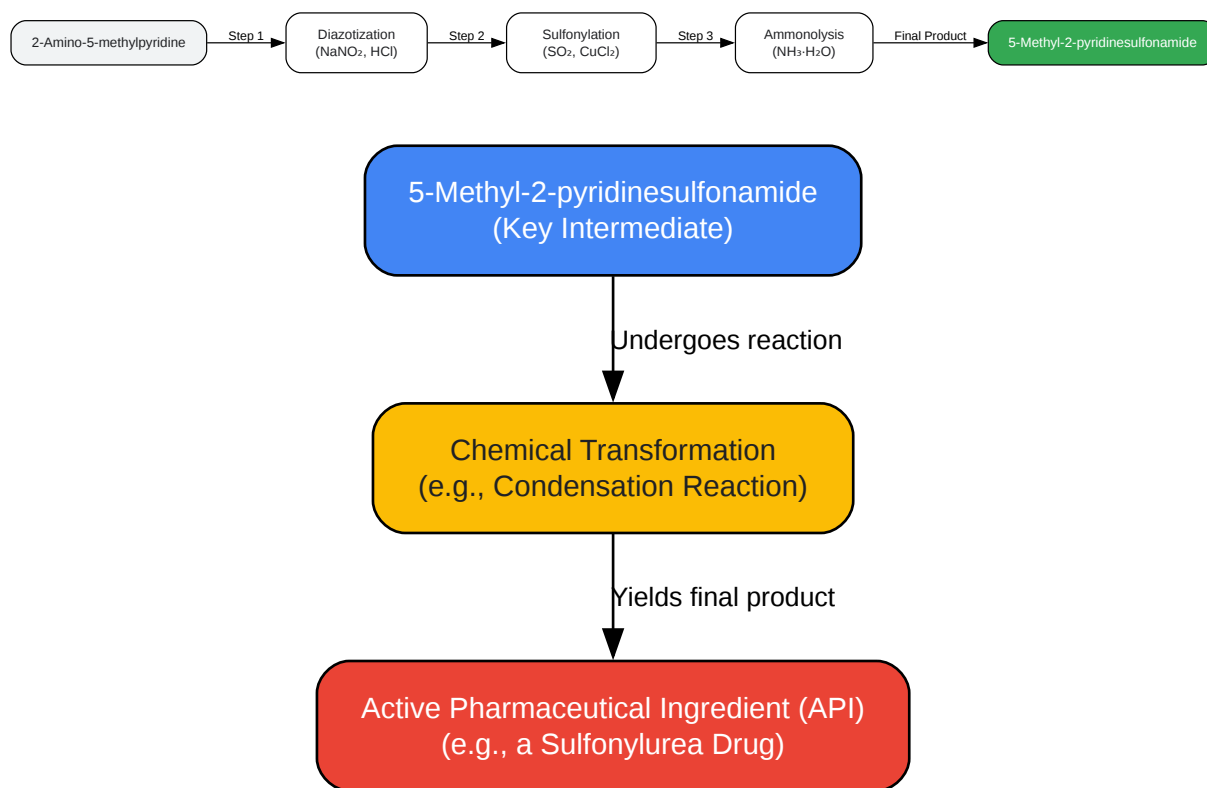 2-Amino-5-methylpyridine
Step 1
Diazotization
(NaNO₂, HCl)
Step 2
Sulfonylation
(SO₂, CuCl₂)
Step 3
Ammonolysis
(NH₃·H₂O)
Final Product
5-Methyl-2-pyridinesulfonamide
5-Methyl-2-pyridinesulfonamide
(Key Intermediate)
Undergoes reaction
Chemical Transformation
(e.g., Condensation Reaction)
Yields final product
Active Pharmaceutical Ingredient (API)
(e.g., a Sulfonylurea Drug)